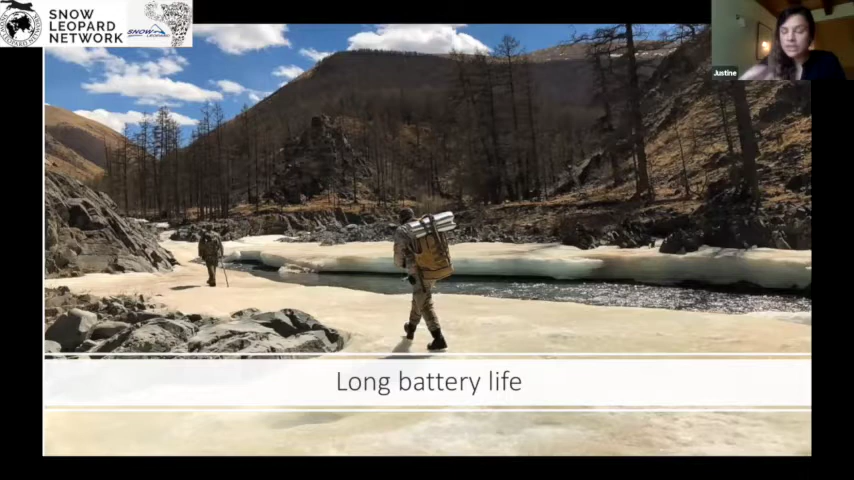 SNOW
LEOPARD
NETWORK
SNOW
LEOPARD
Justine
Long battery life